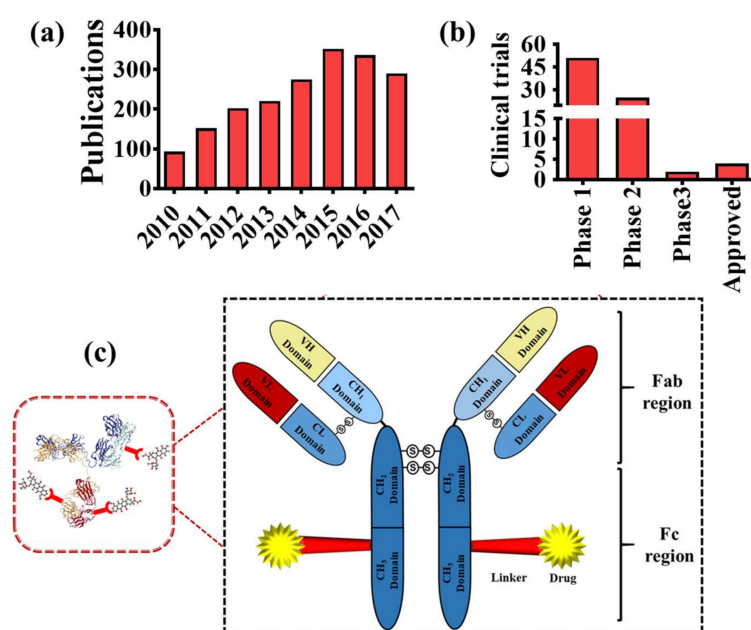 (a)
Publications
400
300
200
100
0
2010
2011
2012
2013
2014
2015
2016
2017
(b)
Clinical trials
60
45
30
15
10
5
0
Phase 1
Phase 2
Phase3
Approved
(c)
VH
Domain
VL
Domain
CH1
Domain
CL
Domain
S
S
VH
Domain
CH1
Domain
VL
Domain
CL
Domain
S
S
S S
S S
CH2
Domain
CH2
Domain
CH3
Domain
CH3
Domain
Linker
Drug
Fab
region
Fc
region